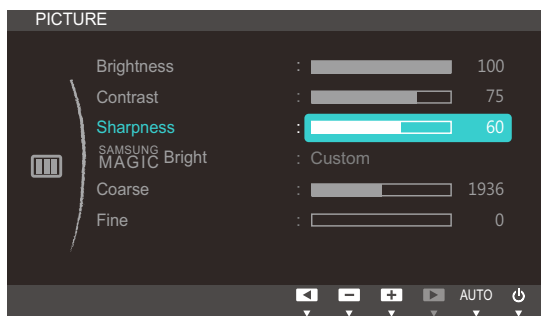 PICTURE
Brightness : 100
Contrast : 75
Sharpness : 60
SAMSUNG
MAGIC Bright : Custom
Coarse : 1936
Fine : 0
AUTO